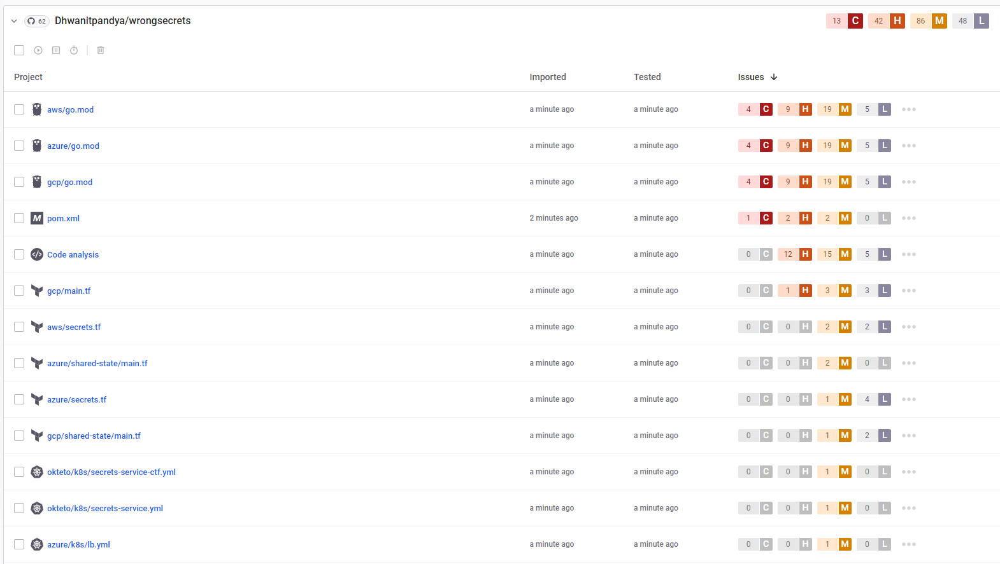 62 Dhwanitpandya/wrongsecrets 13 C 42 H 86 M 48 L
Project Imported Tested Issues
aws/go.mod a minute ago a minute ago 4 C 9 H 19 M 5 L
azure/go.mod a minute ago a minute ago 4 C 9 H 19 M 5 L
gcp/go.mod a minute ago a minute ago 4 C 9 H 19 M 5 L
M pom.xml 2 minutes ago a minute ago 1 C 2 H 2 M 0 L
</> Code analysis a minute ago a minute ago 0 C 12 H 15 M 5 L
gcp/main.tf a minute ago a minute ago 0 C 1 H 3 M 3 L
aws/secrets.tf a minute ago a minute ago 0 C 0 H 2 M 2 L
azure/shared-state/main.tf a minute ago a minute ago 0 C 0 H 2 M 0 L
azure/secrets.tf a minute ago a minute ago 0 C 0 H 1 M 4 L
gcp/shared-state/main.tf a minute ago a minute ago 0 C 0 H 1 M 2 L
okteto/k8s/secrets-service-ctf.yml a minute ago a minute ago 0 C 0 H 1 M 0 L
okteto/k8s/secrets-service.yml a minute ago a minute ago 0 C 0 H 1 M 0 L
azure/k8s/lb.yml a minute ago a minute ago 0 C 0 H 1 M 0 L